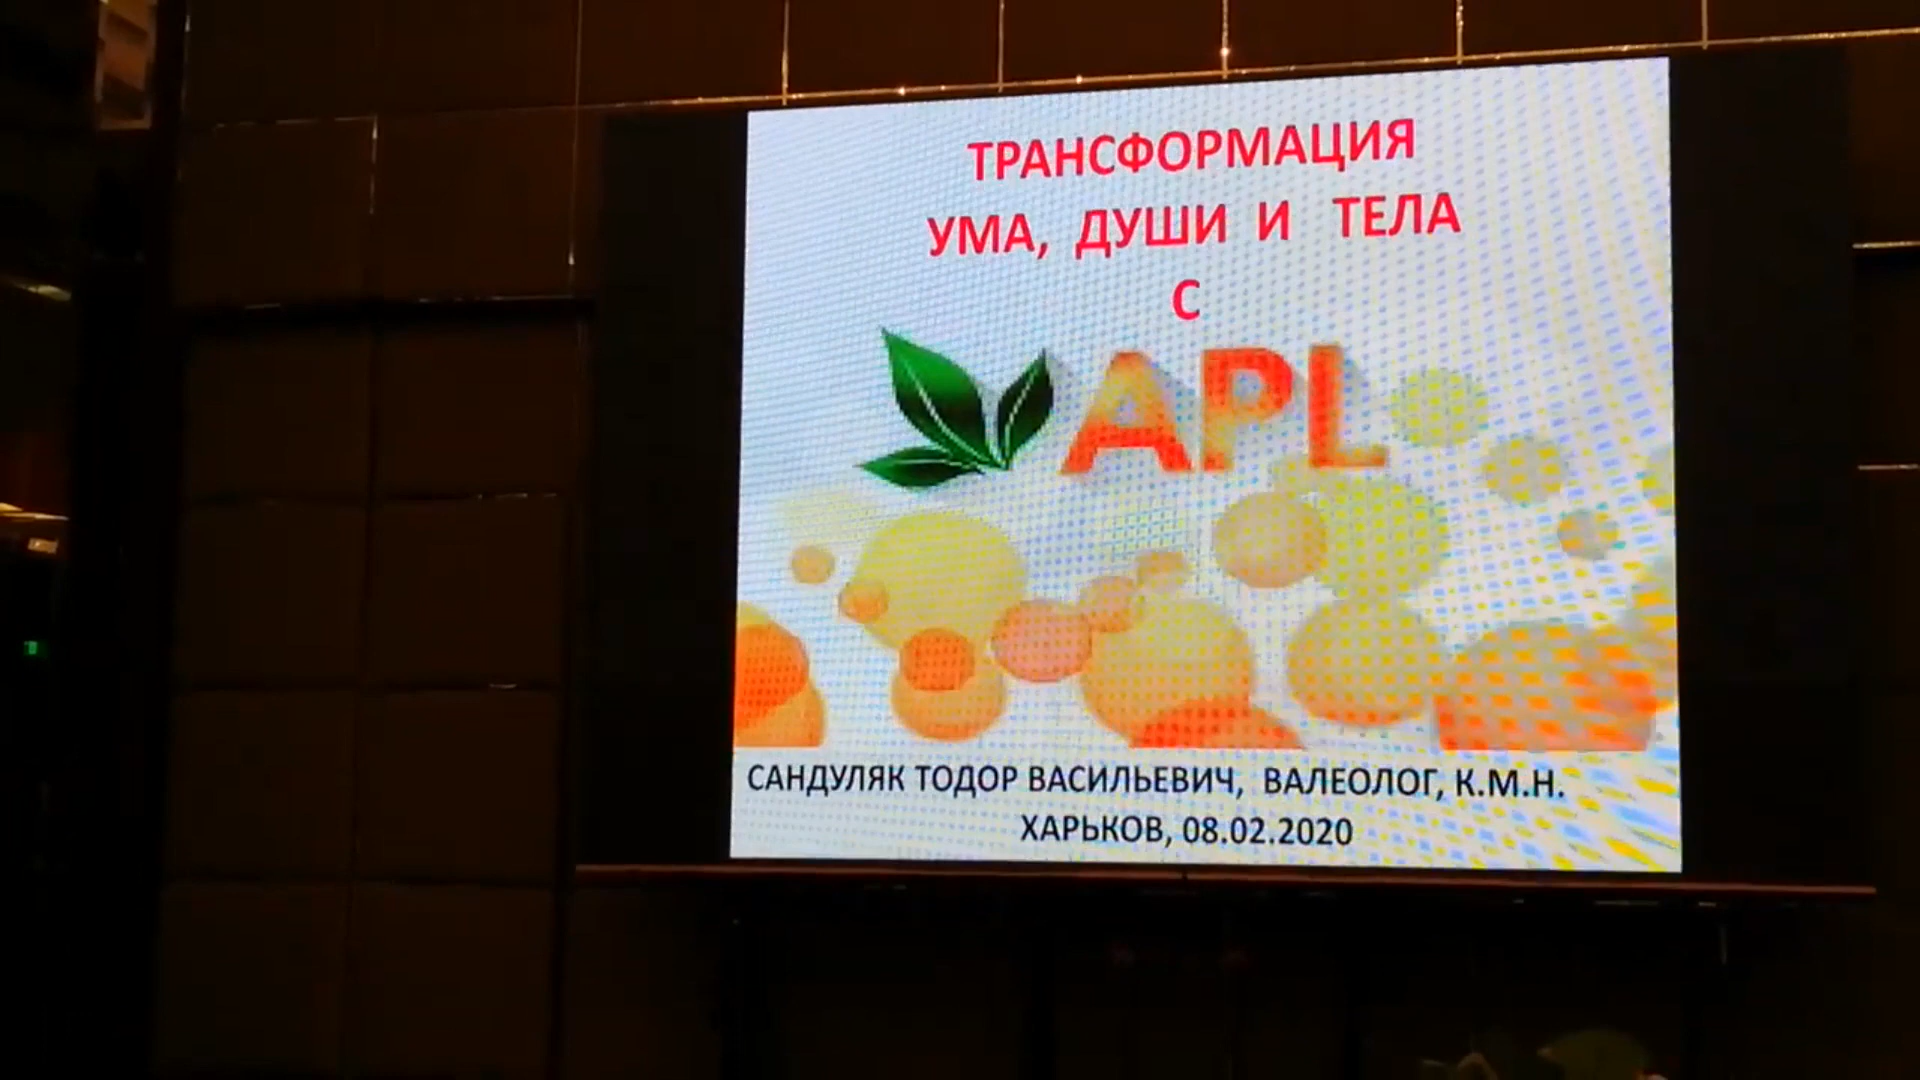 ТРАНСФОРМАЦИЯ
УМА, ДУШИ И ТЕЛА
С
APL
САНДУЛЯК ТОДОР ВАСИЛЬЕВИЧ, ВАЛЕОЛОГ, К.М.Н.
ХАРЬКОВ, 08.02.2020